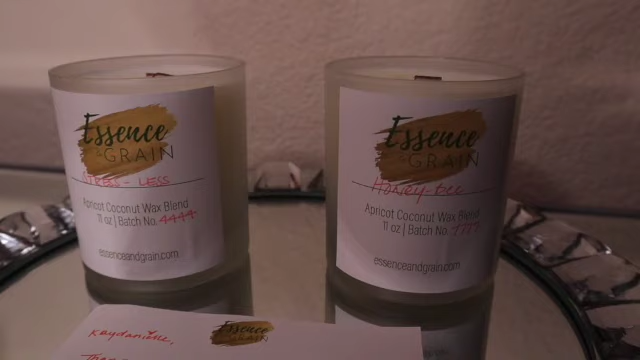 Essence
& GRAIN
STRESS - LESS
Apricot Coconut Wax Blend
11 oz | Batch No. 4444
essenceandgrain.com
Essence
& GRAIN
Honey-bee
Apricot Coconut Wax Blend
11 oz | Batch No.
essenceandgrain.com
Essence
& GRAIN